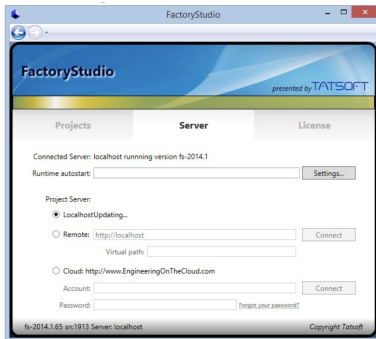 FactoryStudio
FactoryStudio
presented by TATSOFT
Projects Server License
Connected Server: localhost runnning version fs-2014.1
Runtime autostart: Settings...
Project Server:
LocalhostUpdating...
Remote: http://localhost Connect
Virtual path:
Cloud: http://www.EngineeringOnTheCloud.com
Account: Connect
Password: Forgot your password?
fs-2014.1.65 sn:1913 Server: localhost Copyright Tatsoft